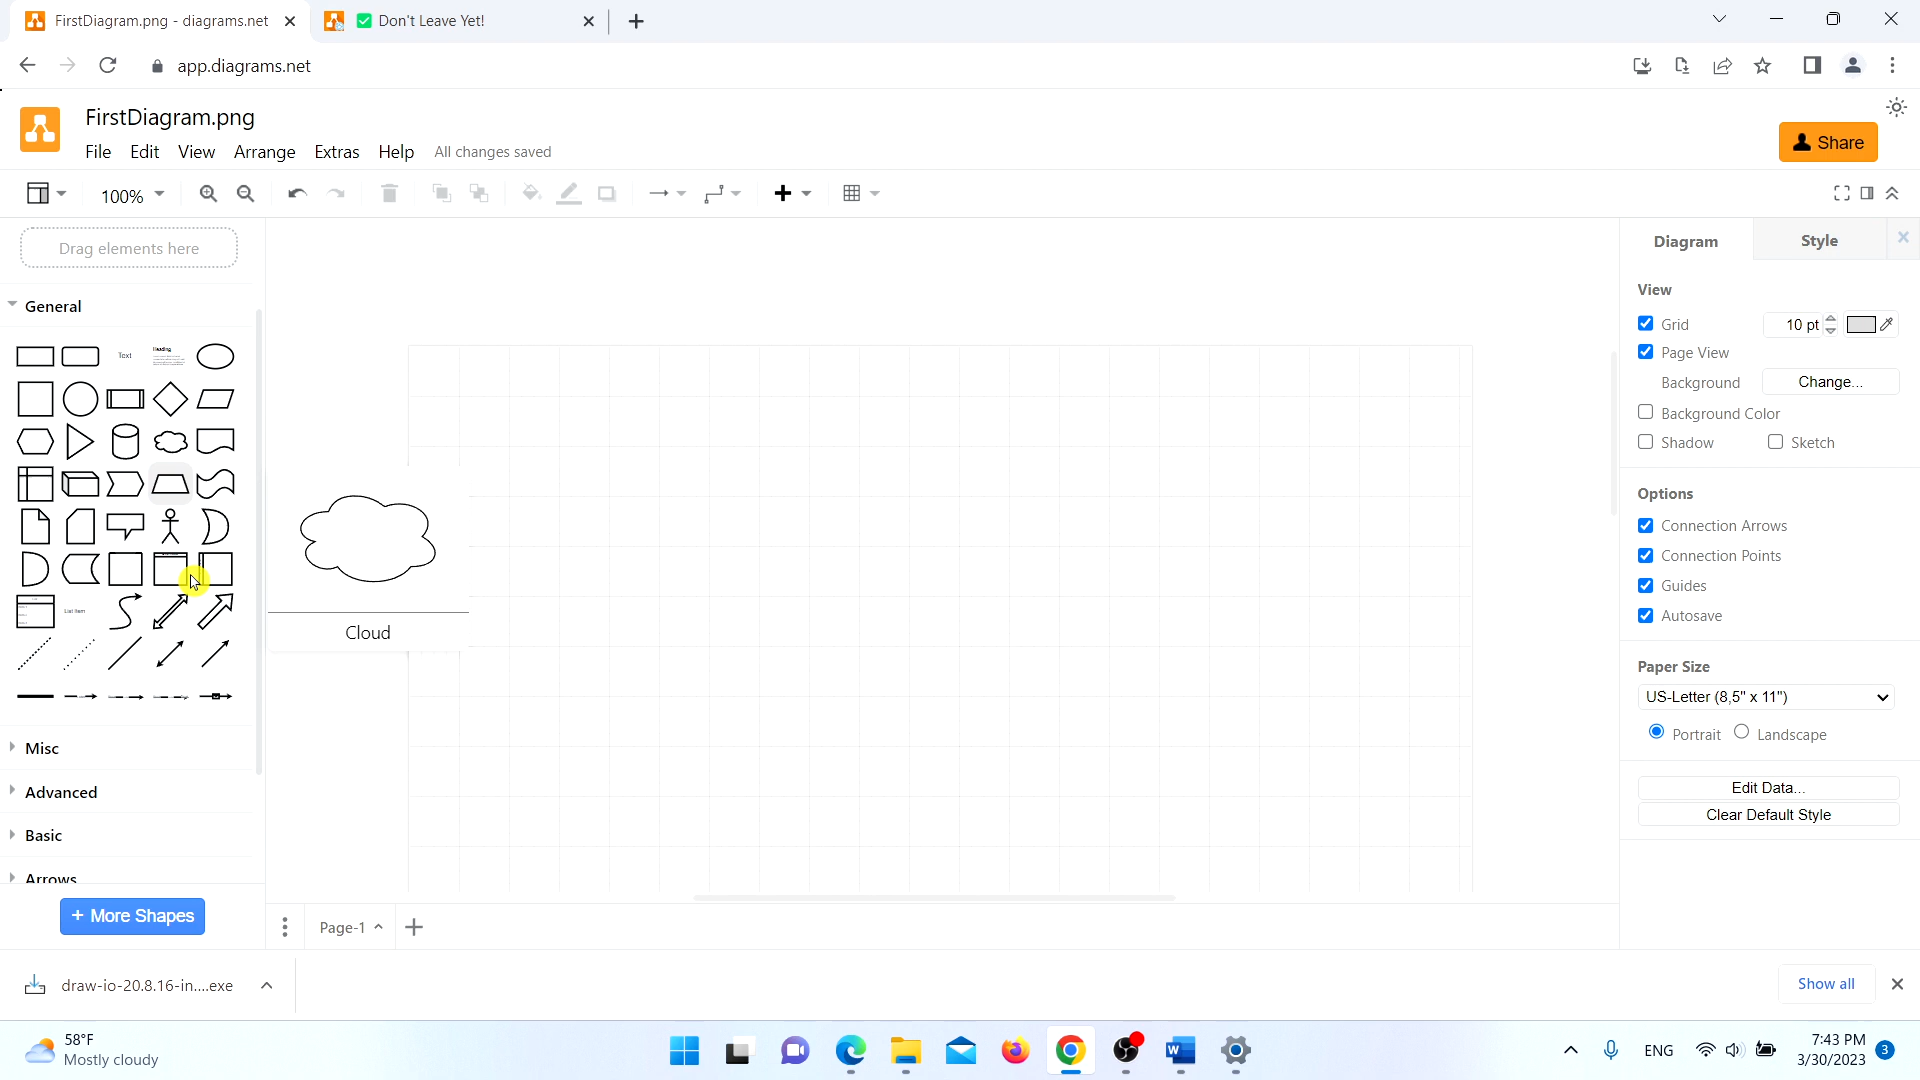 FirstDiagram.png - diagrams.net
Don't Leave Yet!
app.diagrams.net
FirstDiagram.png
File Edit View Arrange Extras Help All changes saved
Share
100%
Drag elements here
Diagram
Style
General
Text
Heading
View
Grid
10 pt
Page View
Background
Change...
Background Color
Shadow
Sketch
Options
Connection Arrows
Connection Points
Guides
Autosave
List Item
Cloud
Paper Size
US-Letter (8,5" x 11")
Portrait
Landscape
Edit Data...
Clear Default Style
Misc
Advanced
Basic
Arrows
+ More Shapes
Page-1
draw-io-20.8.16-in....exe
Show all
58°F
Mostly cloudy
W
ENG
7:43 PM
3/30/2023
3